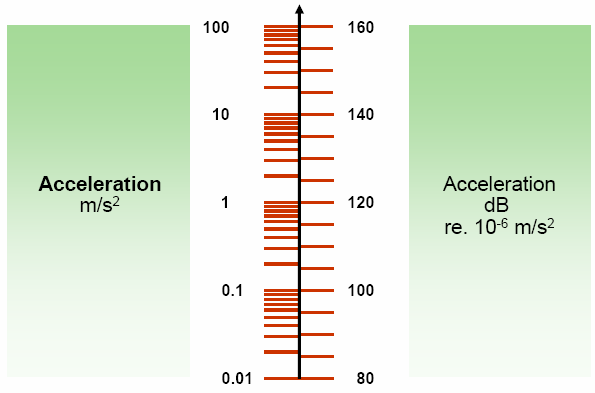 100 160
10 140
Acceleration
m/s²
1 120
Acceleration
dB
re. 10⁻⁶ m/s²
0.1 100
0.01 80